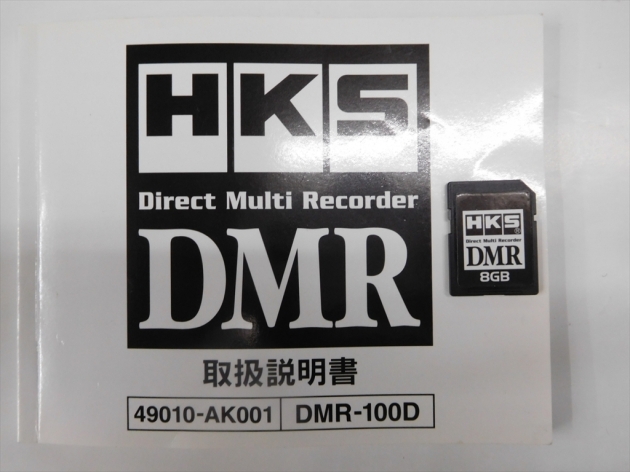 HKS
Direct Multi Recorder
DMR
取扱説明書
49010-AK001 DMR-100D
HKS
Direct Multi Recorder
DMR
8GB